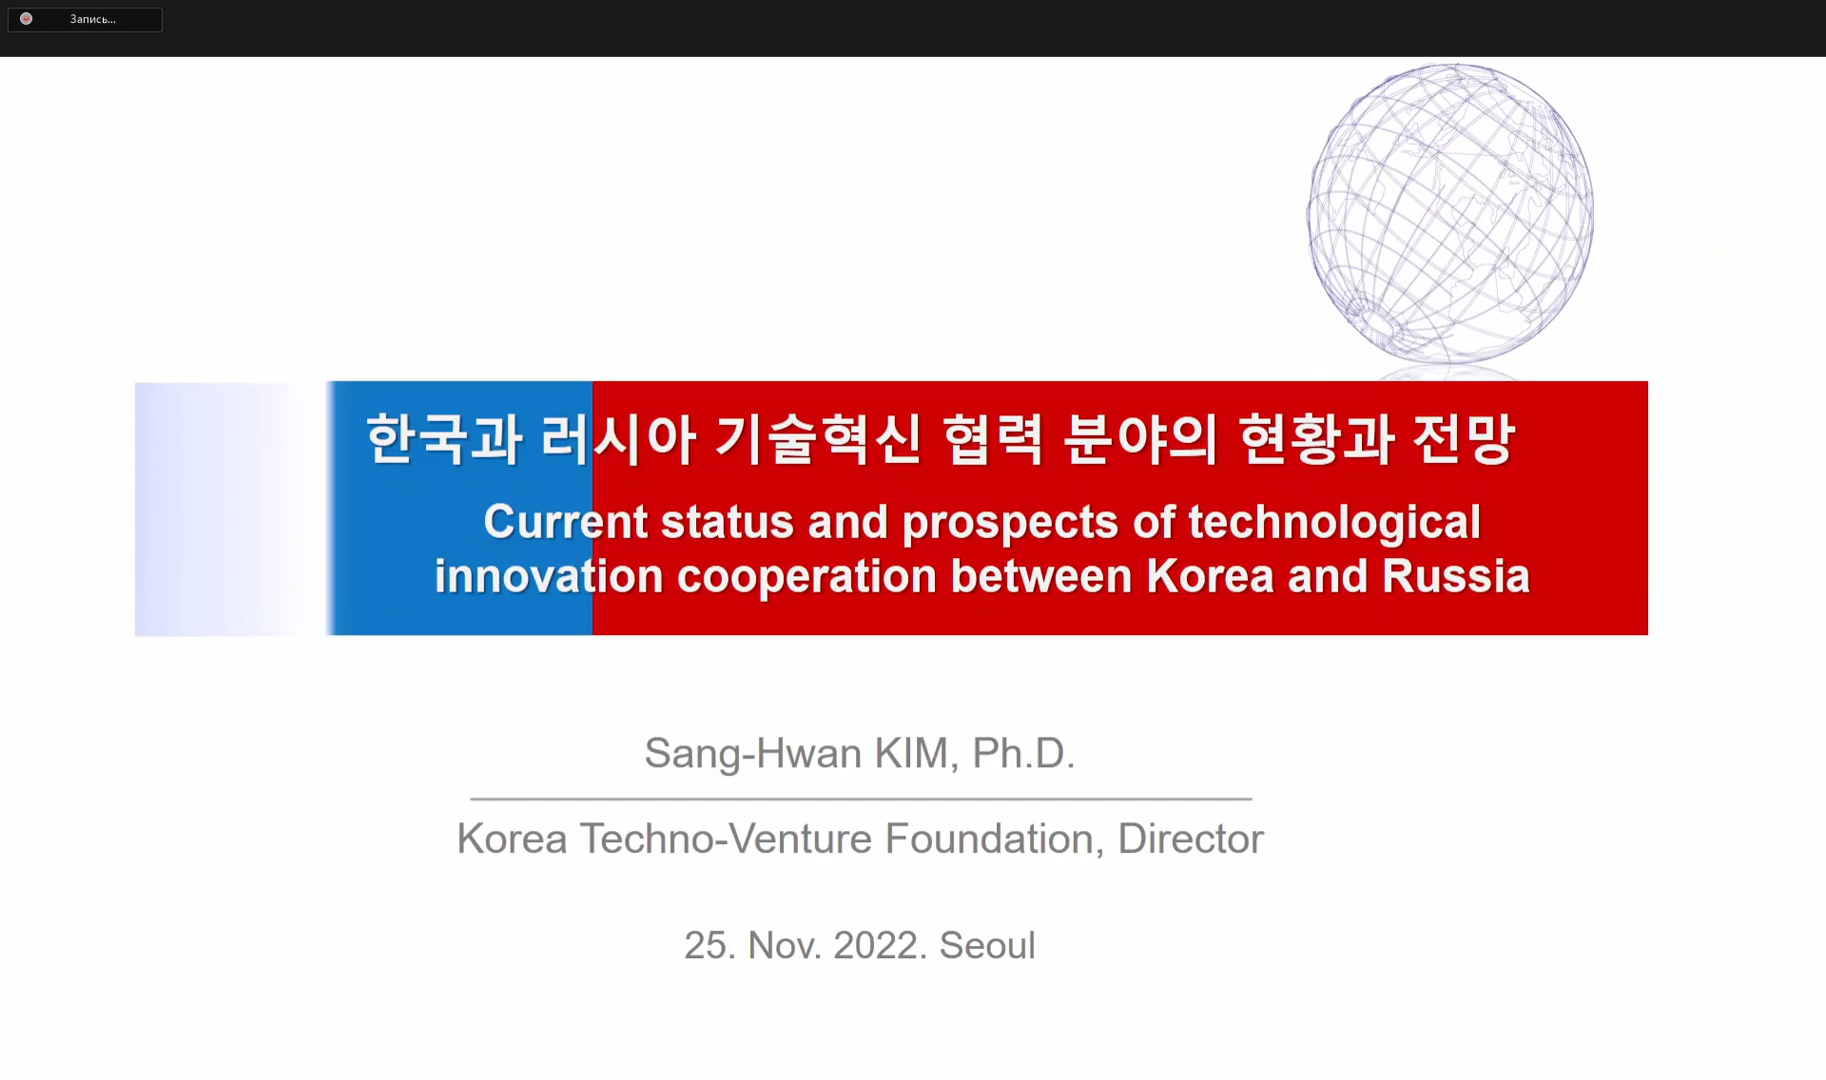 Запись...
한국과 러시아 기술혁신 협력 분야의 현황과 전망
Current status and prospects of technological
innovation cooperation between Korea and Russia
Sang-Hwan KIM, Ph.D.
Korea Techno-Venture Foundation, Director
25. Nov. 2022. Seoul